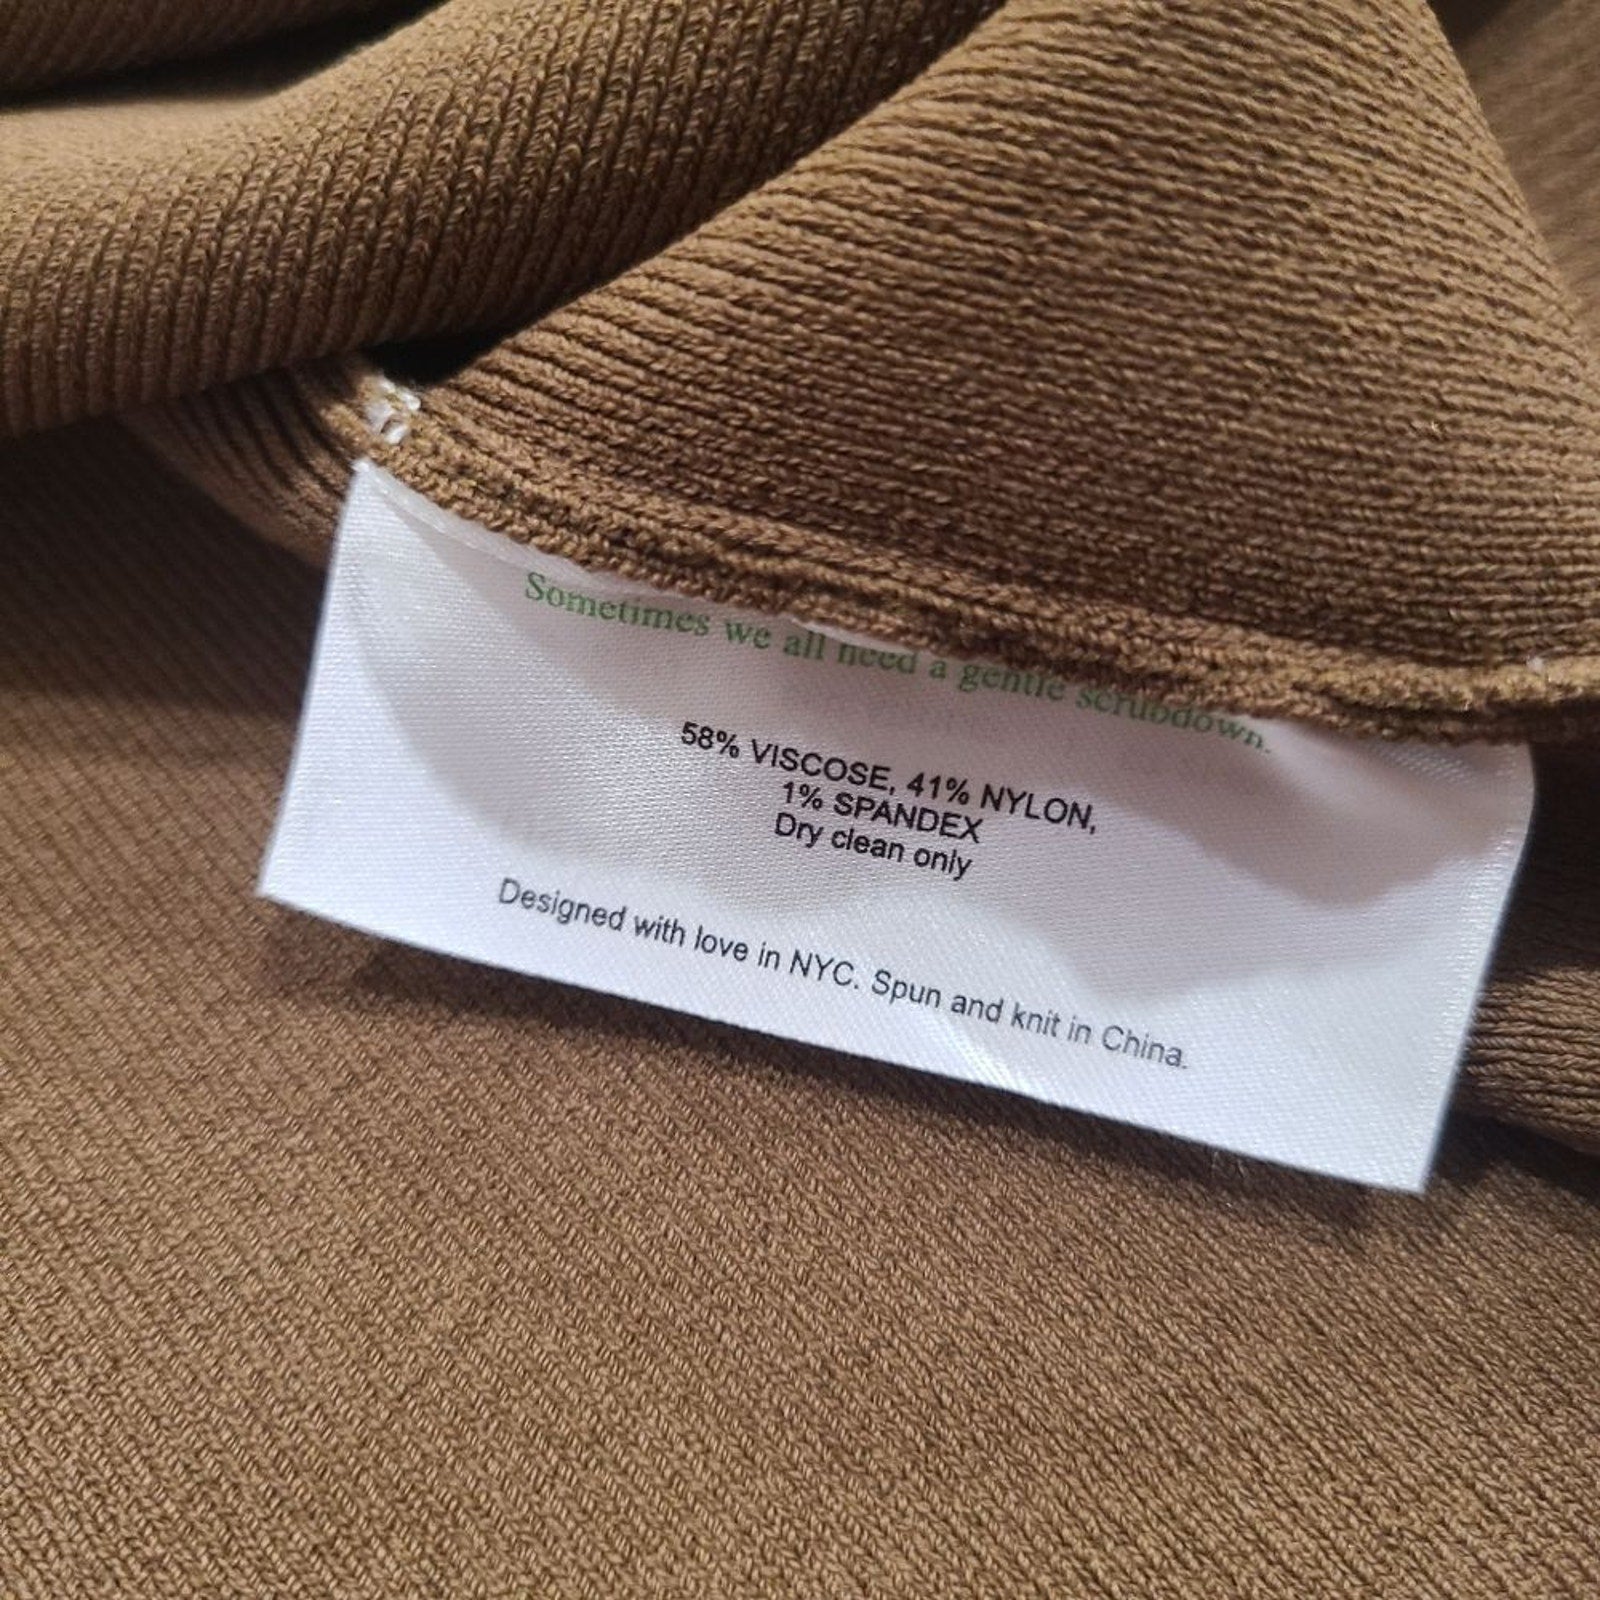 Sometimes we all need a gentle scrubdown.
58% VISCOSE, 41% NYLON,
1% SPANDEX
Dry clean only
Designed with love in NYC. Spun and knit in China.